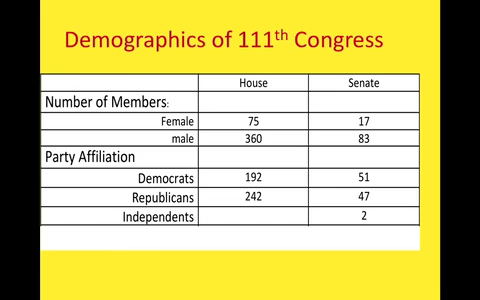 Demographics of 111th Congress
House Senate
Number of Members:
Female 75 17
male 360 83
Party Affiliation
Democrats 192 51
Republicans 242 47
Independents 2